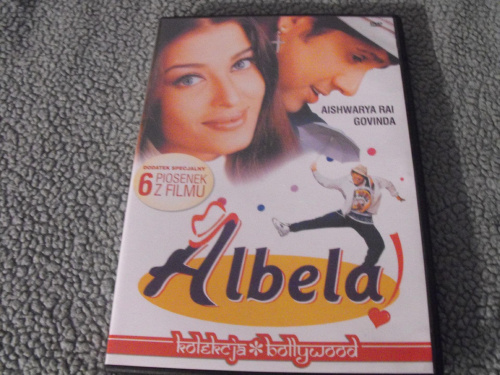 AISHWARYA RAI
GOVINDA
DODATEK SPECJALNY
6 PIOSENEK
Z FILMU
Albela
kolekcja * bollywood